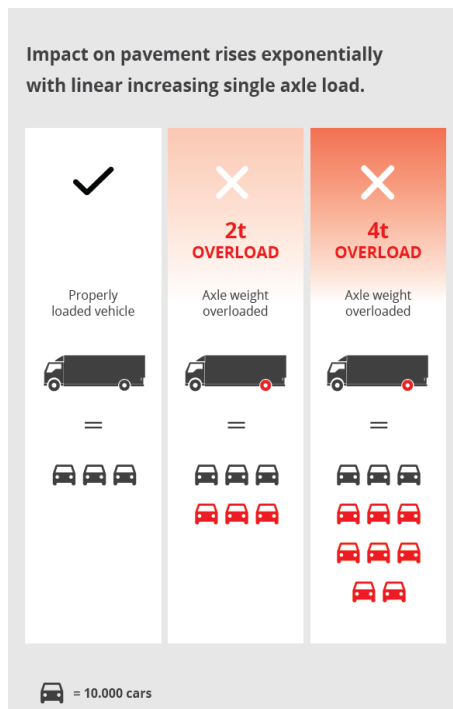 Impact on pavement rises exponentially
with linear increasing single axle load.
Properly
loaded vehicle
=
2t
OVERLOAD
Axle weight
overloaded
=
4t
OVERLOAD
Axle weight
overloaded
=
= 10.000 cars